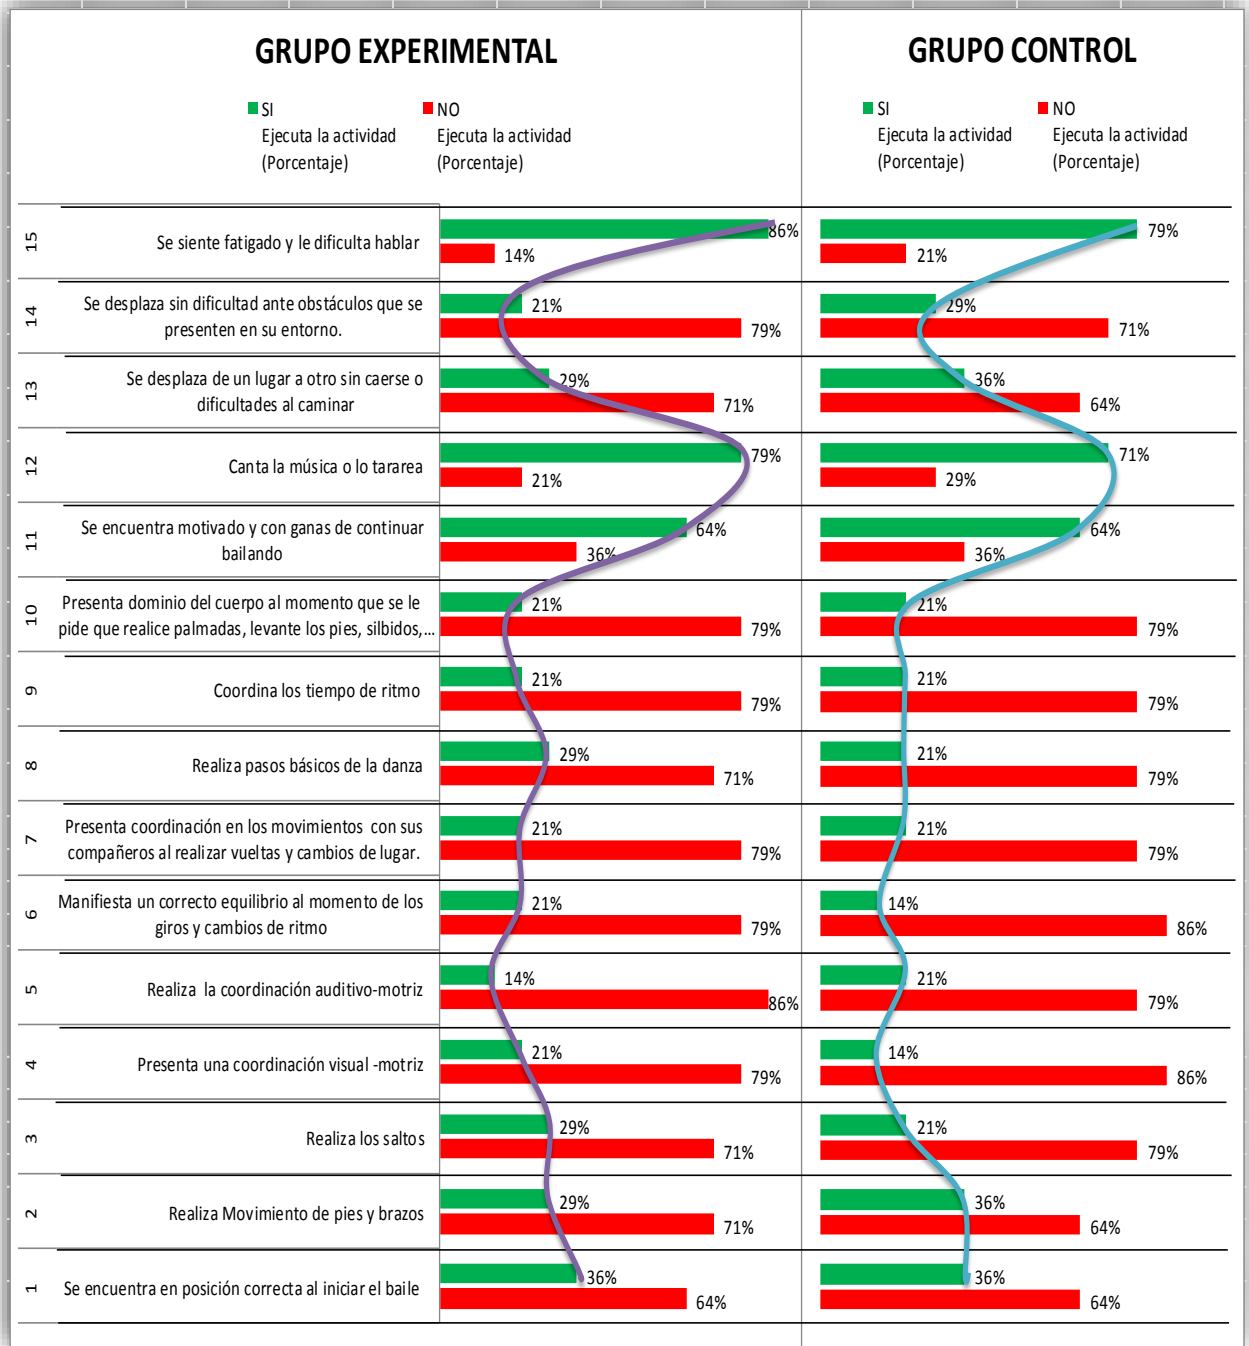 GRUPO EXPERIMENTAL
GRUPO CONTROL
SI
Ejecuta la actividad
(Porcentaje)
NO
Ejecuta la actividad
(Porcentaje)
SI
Ejecuta la actividad
(Porcentaje)
NO
Ejecuta la actividad
(Porcentaje)
15
Se siente fatigado y le dificulta hablar
86%
14%
79%
21%
14
Se desplaza sin dificultad ante obstáculos que se
presenten en su entorno.
21%
79%
29%
71%
13
Se desplaza de un lugar a otro sin caerse o
dificultades al caminar
29%
71%
36%
64%
12
Canta la música o lo tararea
79%
21%
71%
29%
11
Se encuentra motivado y con ganas de continuar
bailando
64%
36%
64%
36%
10
Presenta dominio del cuerpo al momento que se le
pide que realice palmadas, levante los pies, silbidos,...
21%
79%
21%
79%
9
Coordina los tiempo de ritmo
21%
79%
21%
79%
8
Realiza pasos básicos de la danza
29%
71%
21%
79%
7
Presenta coordinación en los movimientos con sus
compañeros al realizar vueltas y cambios de lugar.
21%
79%
21%
79%
6
Manifiesta un correcto equilibrio al momento de los
giros y cambios de ritmo
21%
79%
14%
86%
5
Realiza la coordinación auditivo-motriz
14%
86%
21%
79%
4
Presenta una coordinación visual -motriz
21%
79%
14%
86%
3
Realiza los saltos
29%
71%
21%
79%
2
Realiza Movimiento de pies y brazos
29%
71%
36%
64%
1
Se encuentra en posición correcta al iniciar el baile
36%
64%
36%
64%